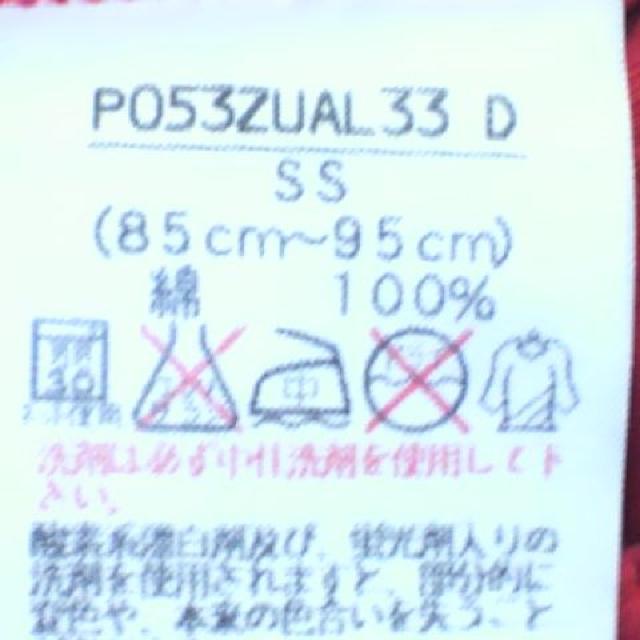 P053ZUAL33 D
SS
(85cm~95cm)
綿 100%
30
中
洗剤は必ず中性洗剤を使用して下
さい。
酸素系漂白剤及び、蛍光剤入りの
洗剤を使用されますと、部分的に
変色や、本来の色合いを失うこと